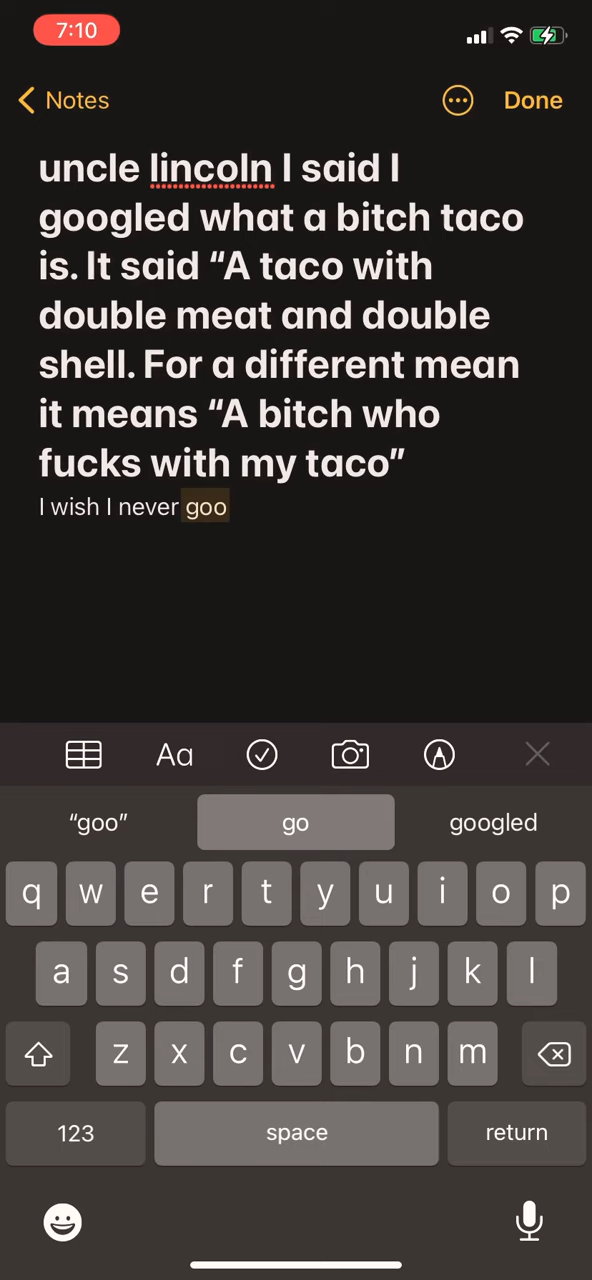 7:10
Notes
Done
uncle lincoln I said I
googled what a bitch taco
is. It said “A taco with
double meat and double
shell. For a different mean
it means “A bitch who
fucks with my taco”
I wish I never goo
Aa
“goo” go googled
q w e r t y u i o p
a s d f g h j k l
z x c v b n m
123 space return